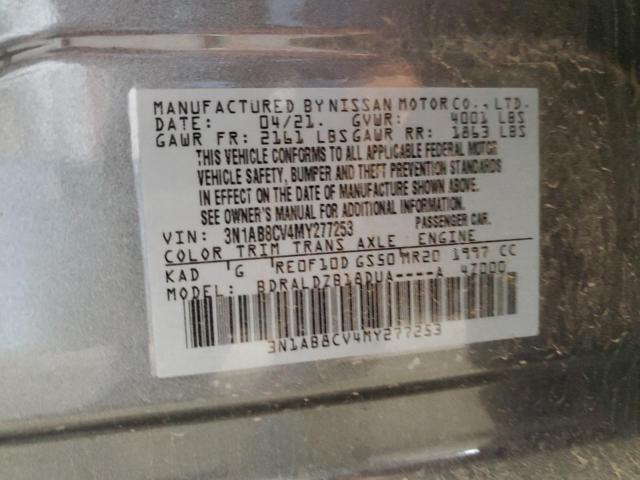 MANUFACTURED BY NISSAN MOTOR CO., LTD.
DATE: 04/21. GVWR: 4001 LBS
GAWR FR: 2161 LBS GAWR RR: 1863 LBS
THIS VEHICLE CONFORMS TO ALL APPLICABLE FEDERAL MOTOR
VEHICLE SAFETY, BUMPER AND THEFT PREVENTION STANDARDS
IN EFFECT ON THE DATE OF MANUFACTURE SHOWN ABOVE.
SEE OWNER'S MANUAL FOR ADDITIONAL INFORMATION.
VIN: 3N1AB8CV4MY277253 PASSENGER CAR.
COLOR TRIM TRANS AXLE ENGINE
KAD G RE0F10D GS50 MR20 1997 CC
MODEL: BDRALDZB18DUA----A 47000
3N1AB8CV4MY277253